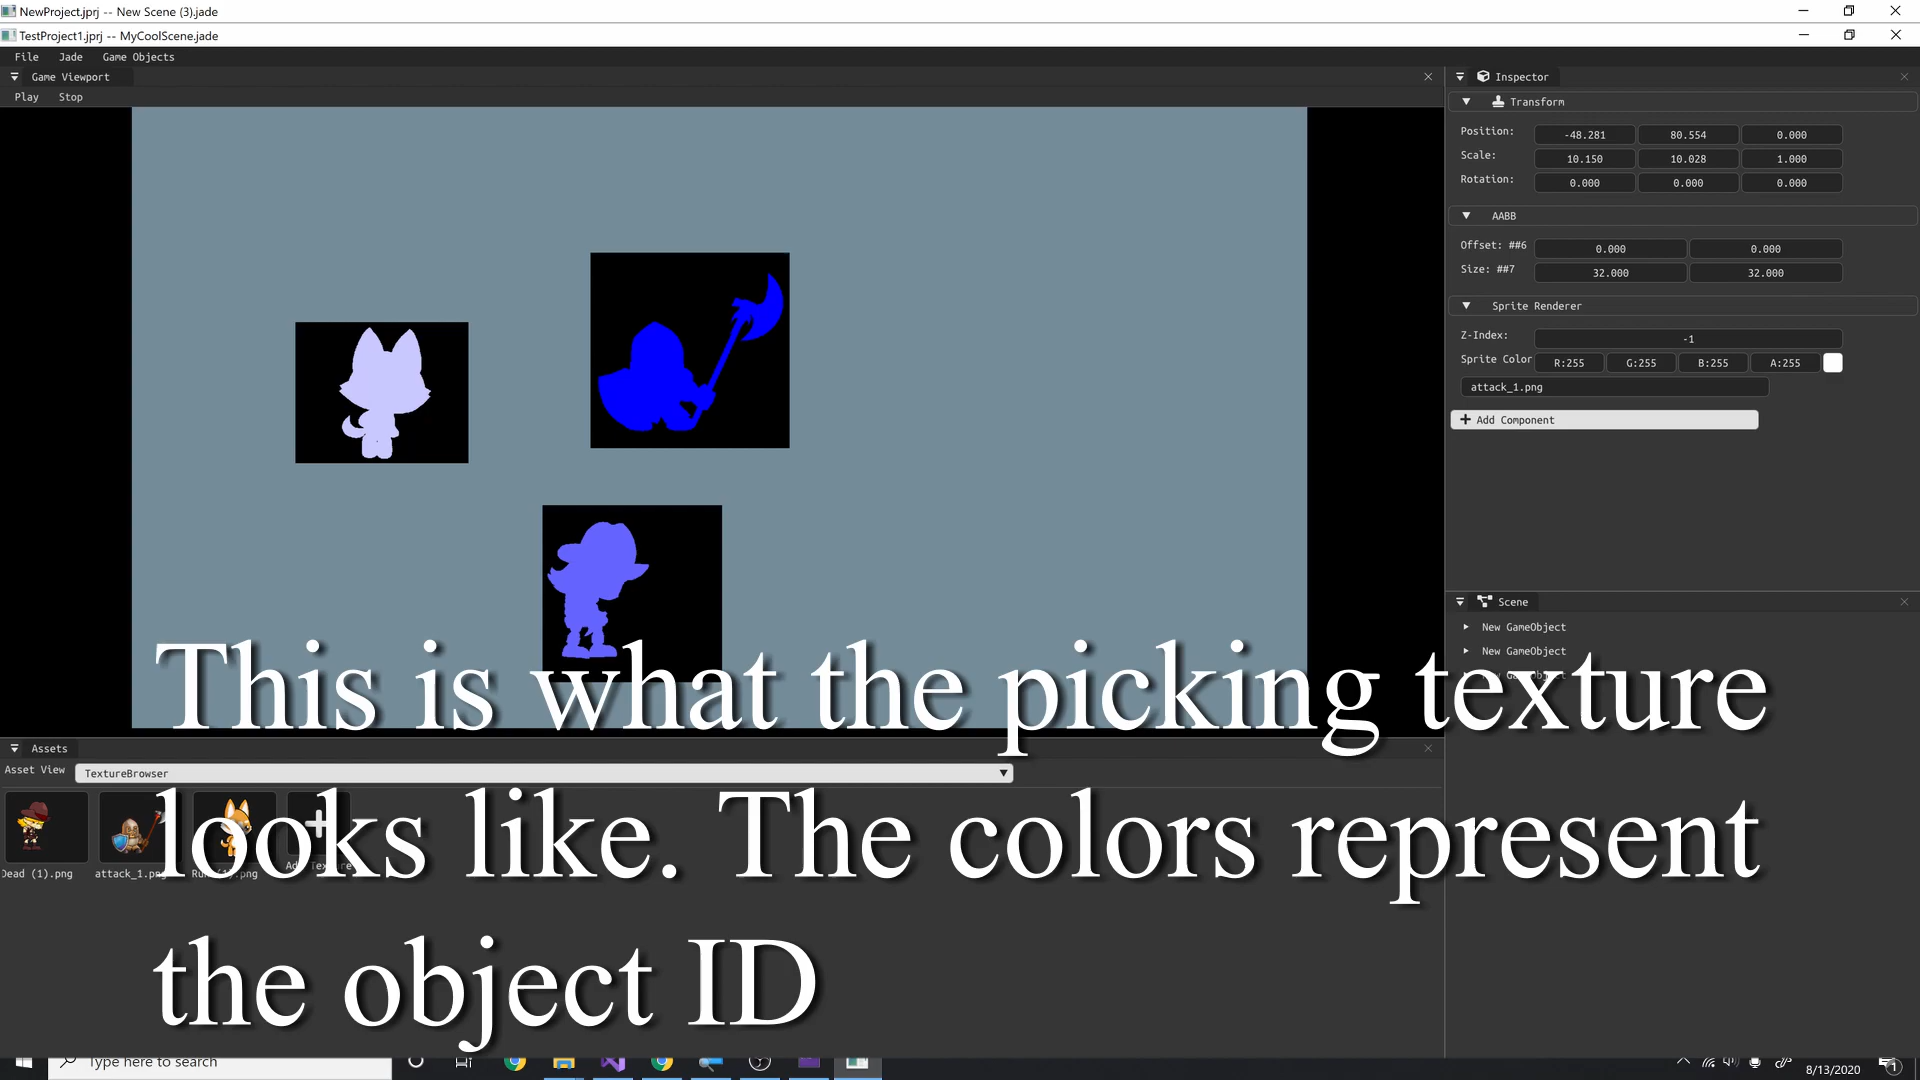 NewProject.jprj -- New Scene (3).jade
TestProject1.jprj -- MyCoolScene.jade
File Jade Game Objects
Game Viewport
Play Stop
Inspector
Transform
Position: -48.281 80.554 0.000
Scale: 10.150 10.028 1.000
Rotation: 0.000 0.000 0.000
AABB
Offset: ##6 0.000 0.000
Size: ##7 32.000 32.000
Sprite Renderer
Z-Index: -1
Sprite Color R:255 G:255 B:255 A:255
attack_1.png
Add Component
Scene
New GameObject
New GameObject
This is what the picking texture
looks like. The colors represent
the object ID
Assets
Asset View TextureBrowser
Dead (1).png attack_1.png
Type here to search
8/13/2020
1